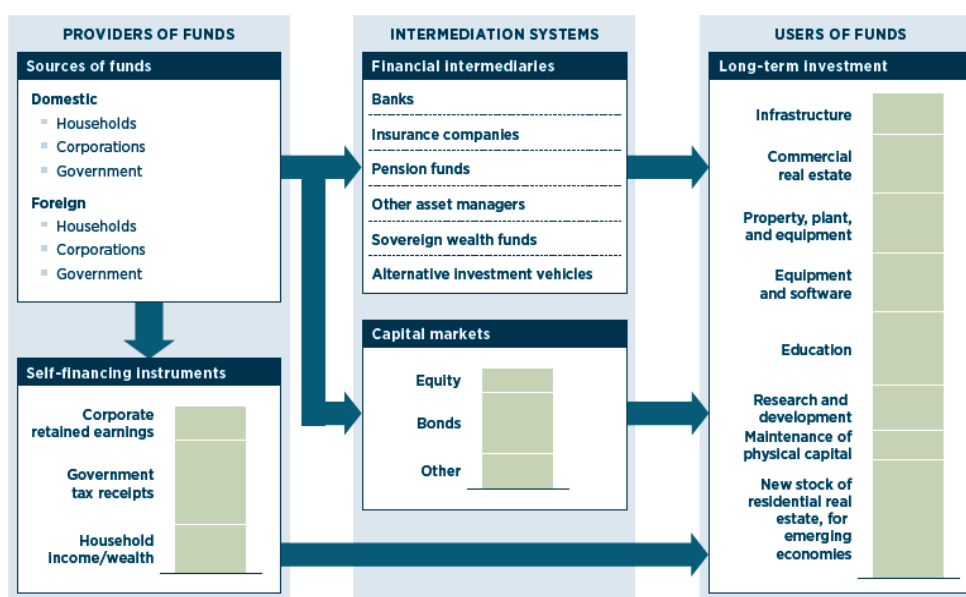 PROVIDERS OF FUNDS
Sources of funds
Domestic
Households
Corporations
Government
Foreign
Households
Corporations
Government
Self-financing instruments
Corporate
retained earnings
Government
tax receipts
Household
income/wealth
INTERMEDIATION SYSTEMS
Financial intermediaries
Banks
Insurance companies
Pension funds
Other asset managers
Sovereign wealth funds
Alternative investment vehicles
Capital markets
Equity
Bonds
Other
USERS OF FUNDS
Long-term investment
Infrastructure
Commercial
real estate
Property, plant,
and equipment
Equipment
and software
Education
Research and
development
Maintenance of
physical capital
New stock of
residential real
estate, for
emerging
economies